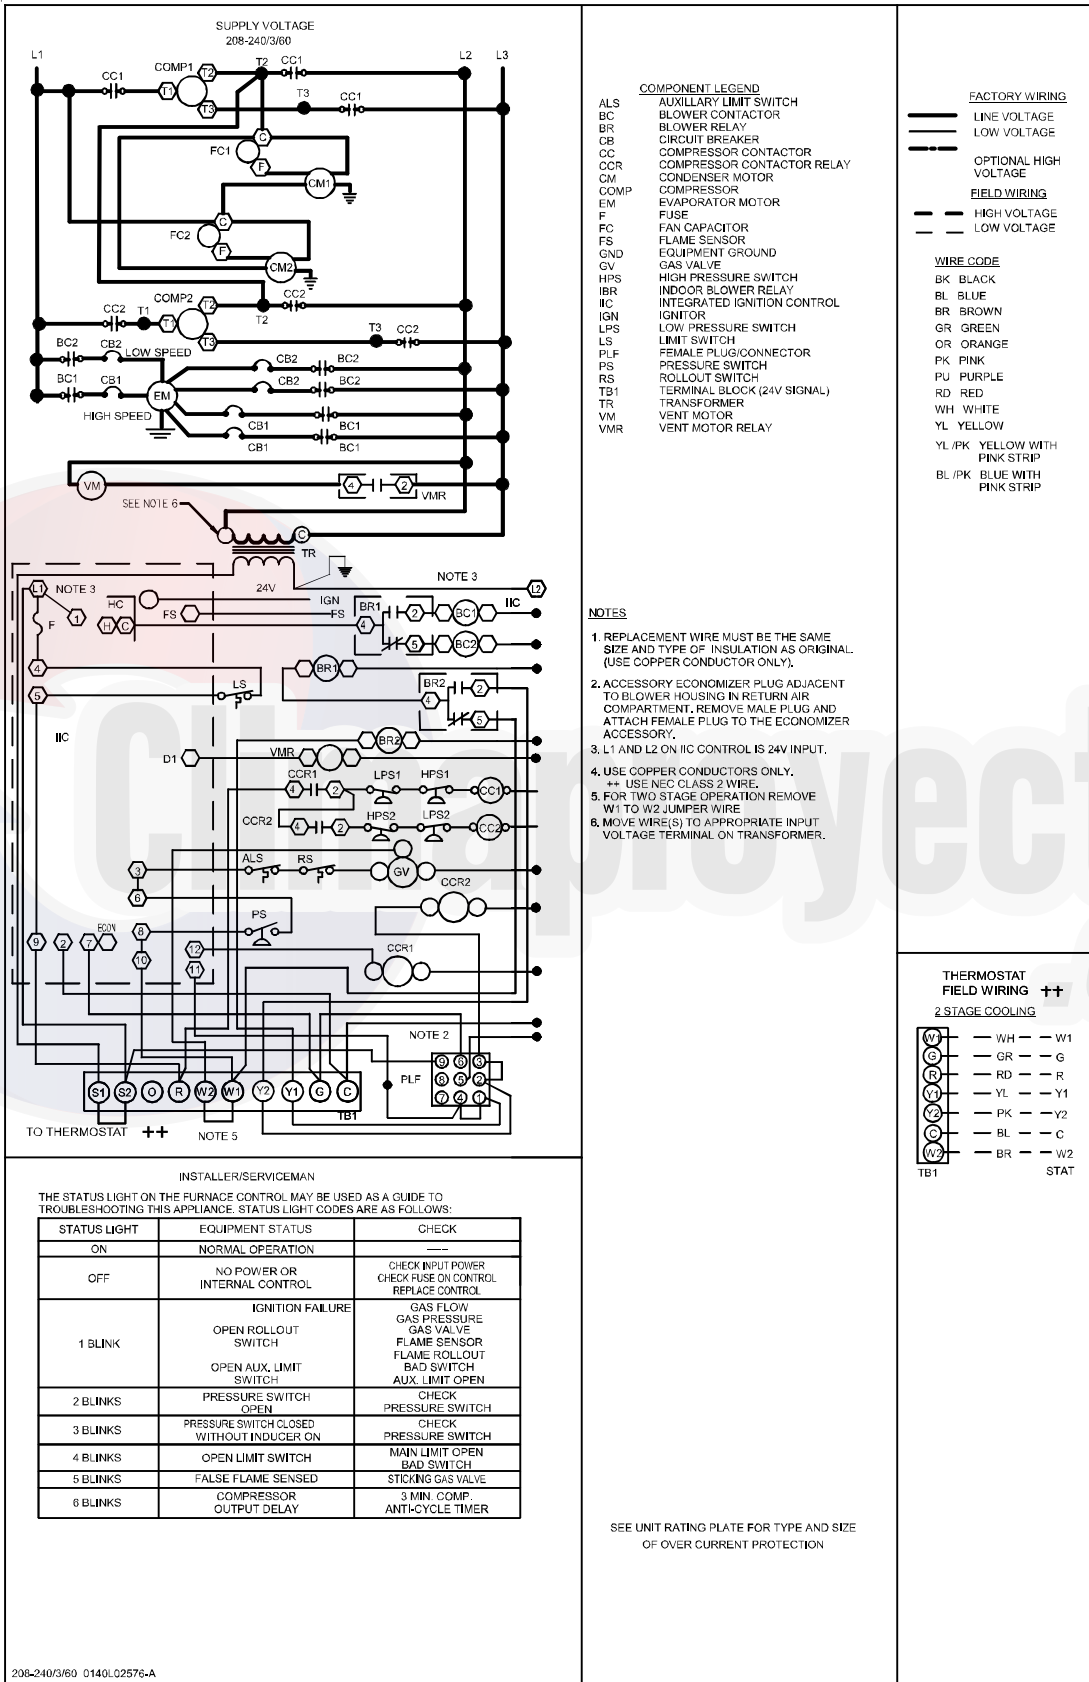 SUPPLY VOLTAGE
208-240/3/60
L1
L2
L3
COMP1
T2
T2
CC1
CC1
T1
T3
T3
CC1
C
FC1
F
CM1
C
FC2
F
CM2
COMP2
T2
CC2
T2
CC2
T1
T1
T3
T3
CC2
BC2
CB2
LOW SPEED
CB2
BC2
BC1
CB1
EM
CB2
BC2
HIGH SPEED
CB1
BC1
CB1
BC1
VM
4
2
VMR
SEE NOTE 6
C
TR
24V
NOTE 3
L1
NOTE 3
L2
IIC
1
HC
IGN
FS
FS
BR1
2
BC1
F
H
C
4
5
BC2
4
BR1
BR2
2
5
LS
4
5
IIC
BR2
D1
VMR
CCR1
LPS1
HPS1
4
2
CC1
CCR2
HPS2
LPS2
4
2
CC2
ALS
RS
3
GV
6
CCR2
PS
9
2
7
ECON
8
10
12
11
CCR1
NOTE 2
PLF
9
6
3
8
5
2
7
4
1
S1
S2
O
R
W2
W1
Y2
Y1
G
C
TB1
TO THERMOSTAT ++
NOTE 5
COMPONENT LEGEND
ALS AUXILLARY LIMIT SWITCH
BC BLOWER CONTACTOR
BR BLOWER RELAY
CB CIRCUIT BREAKER
CC COMPRESSOR CONTACTOR
CCR COMPRESSOR CONTACTOR RELAY
CM CONDENSER MOTOR
COMP COMPRESSOR
EM EVAPORATOR MOTOR
F FUSE
FC FAN CAPACITOR
FS FLAME SENSOR
GND EQUIPMENT GROUND
GV GAS VALVE
HPS HIGH PRESSURE SWITCH
IBR INDOOR BLOWER RELAY
IIC INTEGRATED IGNITION CONTROL
IGN IGNITOR
LPS LOW PRESSURE SWITCH
LS LIMIT SWITCH
PLF FEMALE PLUG/CONNECTOR
PS PRESSURE SWITCH
RS ROLLOUT SWITCH
TB1 TERMINAL BLOCK (24V SIGNAL)
TR TRANSFORMER
VM VENT MOTOR
VMR VENT MOTOR RELAY
NOTES
1. REPLACEMENT WIRE MUST BE THE SAME
SIZE AND TYPE OF INSULATION AS ORIGINAL
(USE COPPER CONDUCTOR ONLY).
2. ACCESSORY ECONOMIZER PLUG ADJACENT
TO BLOWER HOUSING IN RETURN AIR
COMPARTMENT. REMOVE MALE PLUG AND
ATTACH FEMALE PLUG TO THE ECONOMIZER
ACCESSORY.
3. L1 AND L2 ON IIC CONTROL IS 24V INPUT.
4. USE COPPER CONDUCTORS ONLY.
++ USE NEC CLASS 2 WIRE.
5. FOR TWO STAGE OPERATION REMOVE
W1 TO W2 JUMPER WIRE
6. MOVE WIRE(S) TO APPROPRIATE INPUT
VOLTAGE TERMINAL ON TRANSFORMER.
SEE UNIT RATING PLATE FOR TYPE AND SIZE
OF OVER CURRENT PROTECTION
FACTORY WIRING
LINE VOLTAGE
LOW VOLTAGE
OPTIONAL HIGH
VOLTAGE
FIELD WIRING
HIGH VOLTAGE
LOW VOLTAGE
WIRE CODE
BK BLACK
BL BLUE
BR BROWN
GR GREEN
OR ORANGE
PK PINK
PU PURPLE
RD RED
WH WHITE
YL YELLOW
YL /PK YELLOW WITH
PINK STRIP
BL /PK BLUE WITH
PINK STRIP
THERMOSTAT
FIELD WIRING ++
2 STAGE COOLING
W1 WH W1
G GR G
R RD R
Y1 YL Y1
Y2 PK Y2
C BL C
W2 BR W2
TB1 STAT
INSTALLER/SERVICEMAN
THE STATUS LIGHT ON THE FURNACE CONTROL MAY BE USED AS A GUIDE TO
TROUBLESHOOTING THIS APPLIANCE. STATUS LIGHT CODES ARE AS FOLLOWS:
STATUS LIGHT EQUIPMENT STATUS CHECK
ON NORMAL OPERATION ----
OFF
NO POWER OR
INTERNAL CONTROL
CHECK INPUT POWER
CHECK FUSE ON CONTROL
REPLACE CONTROL
1 BLINK
IGNITION FAILURE
OPEN ROLLOUT
SWITCH
OPEN AUX. LIMIT
SWITCH
GAS FLOW
GAS PRESSURE
GAS VALVE
FLAME SENSOR
FLAME ROLLOUT
BAD SWITCH
AUX. LIMIT OPEN
2 BLINKS
PRESSURE SWITCH
OPEN
CHECK
PRESSURE SWITCH
3 BLINKS
PRESSURE SWITCH CLOSED
WITHOUT INDUCER ON
CHECK
PRESSURE SWITCH
4 BLINKS
OPEN LIMIT SWITCH
MAIN LIMIT OPEN
BAD SWITCH
5 BLINKS FALSE FLAME SENSED STICKING GAS VALVE
6 BLINKS
COMPRESSOR
OUTPUT DELAY
3 MIN. COMP.
ANTI-CYCLE TIMER
208-240/3/60 0140L02576-A